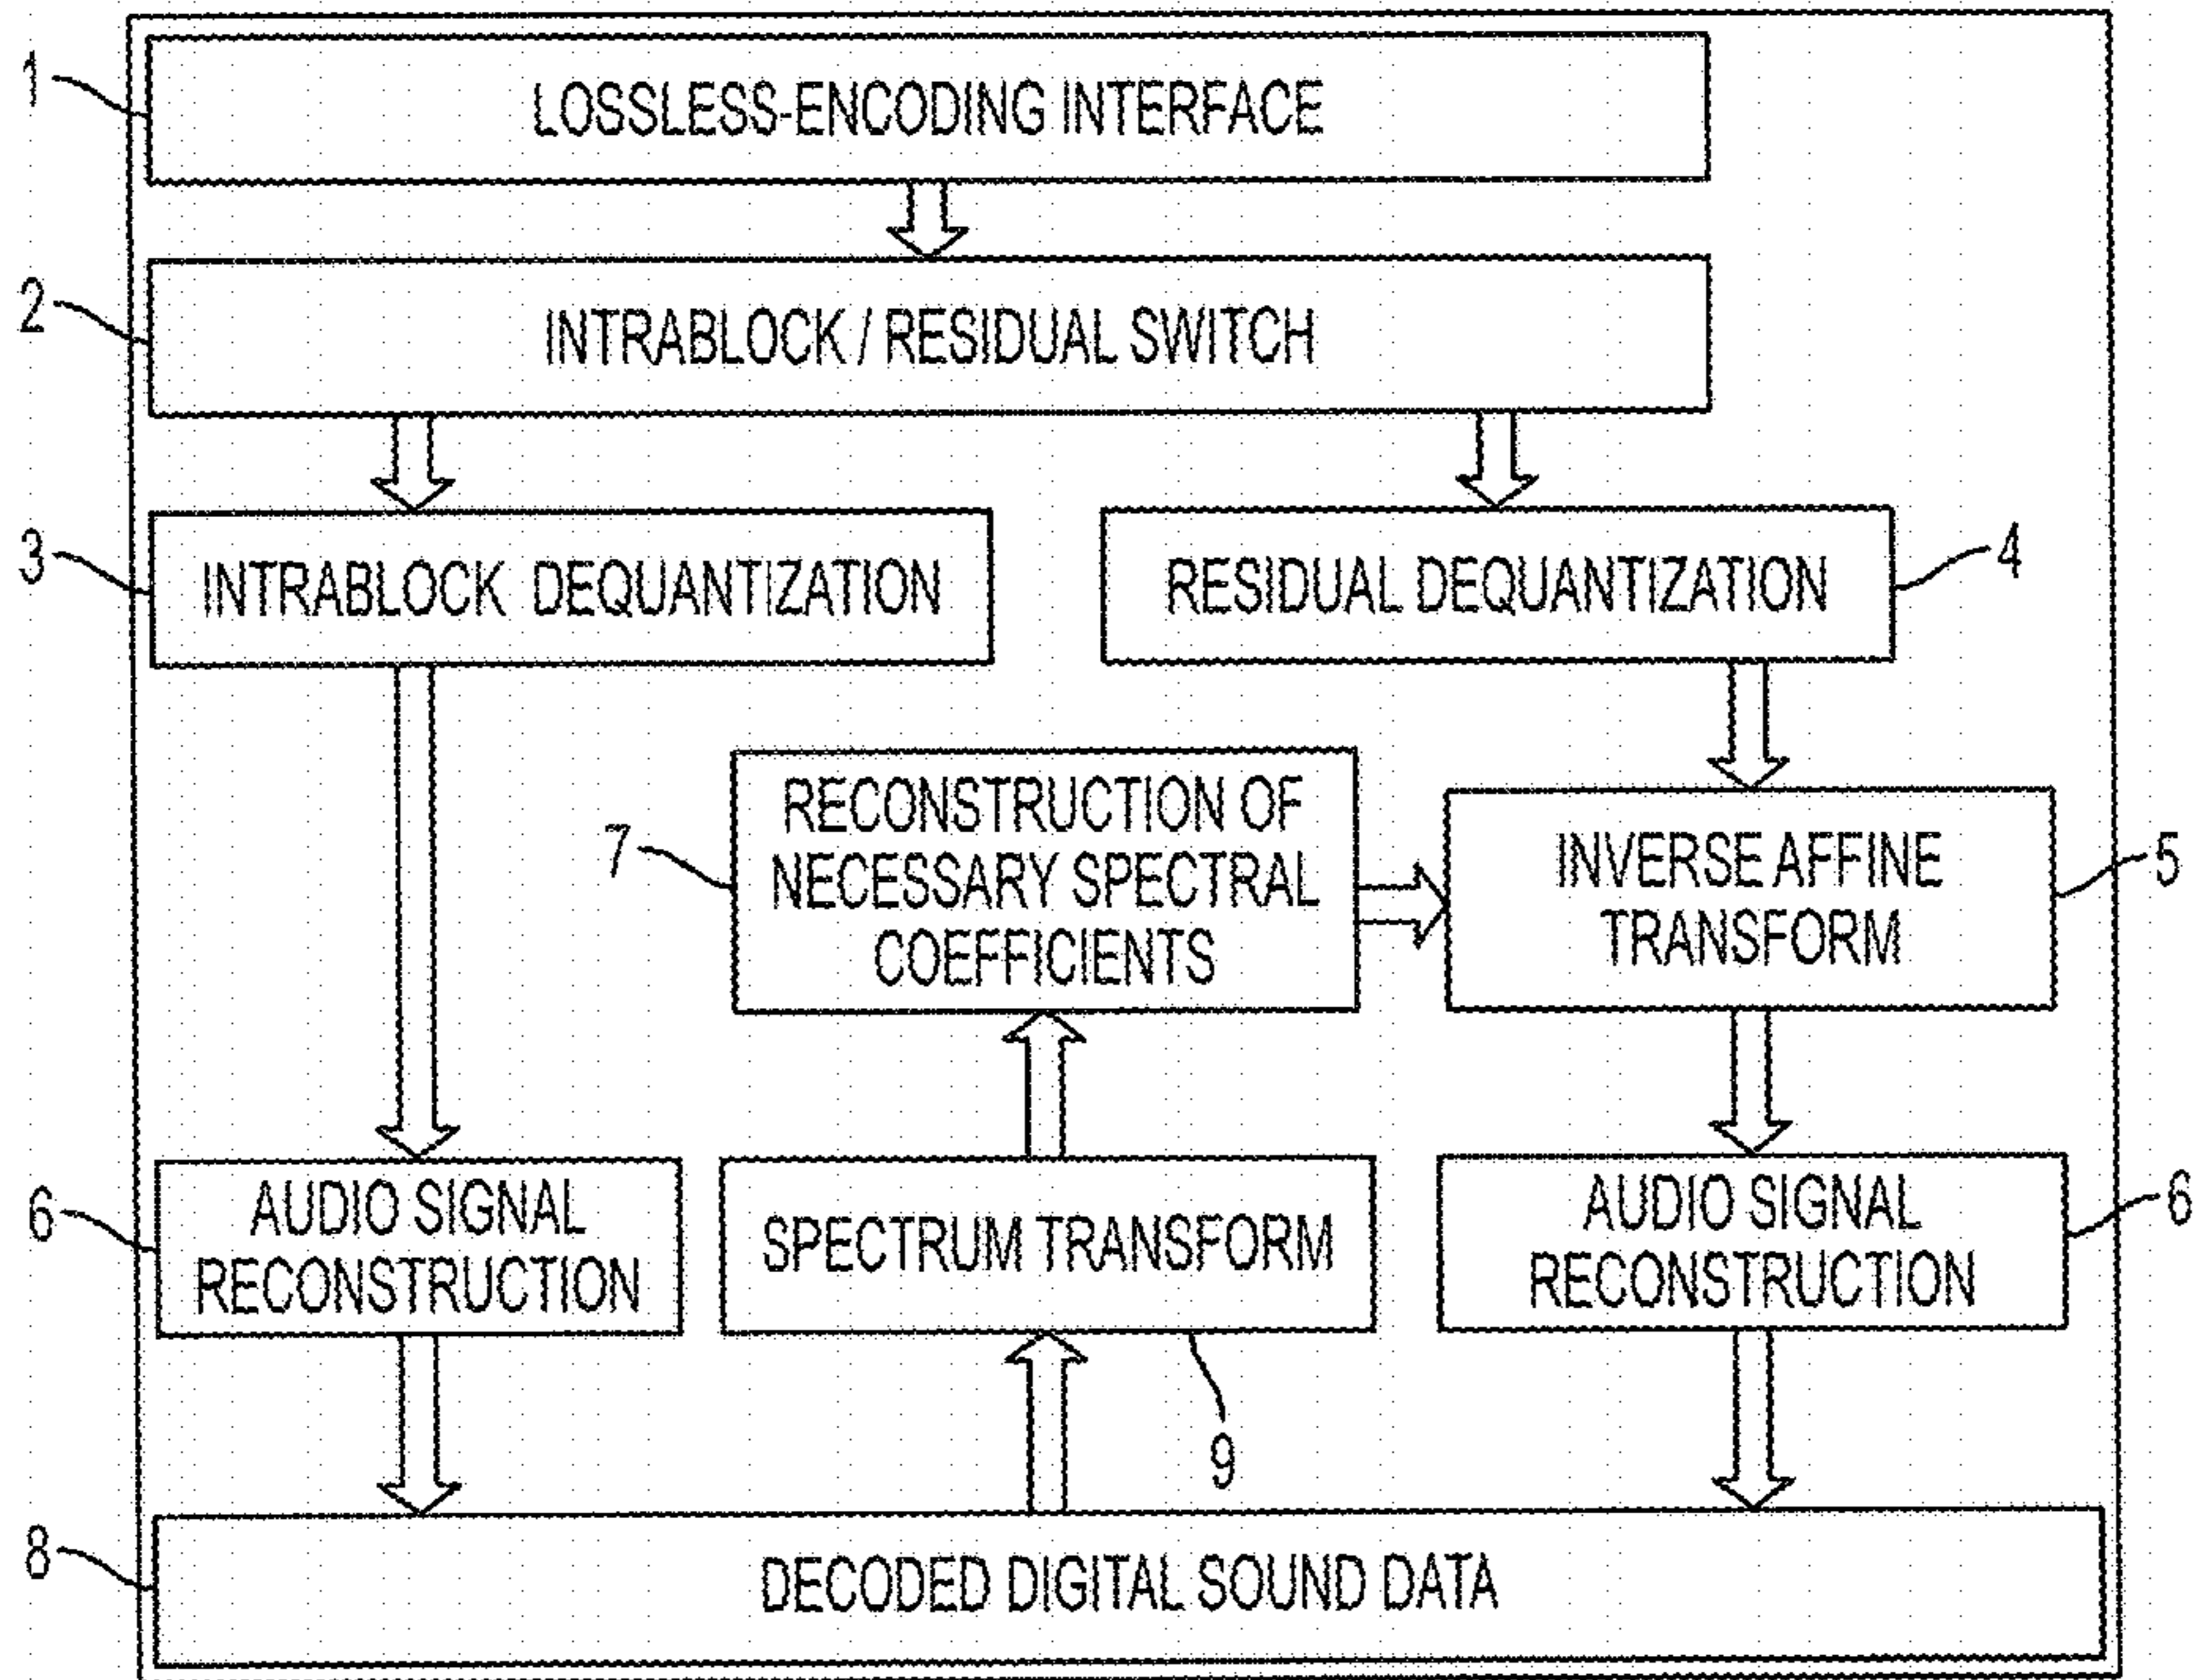 1
LOSSLESS-ENCODING INTERFACE
2
INTRABLOCK / RESIDUAL SWITCH
3
INTRABLOCK DEQUANTIZATION
RESIDUAL DEQUANTIZATION
4
7
RECONSTRUCTION OF
NECESSARY SPECTRAL
COEFFICIENTS
INVERSE AFFINE
TRANSFORM
5
6
AUDIO SIGNAL
RECONSTRUCTION
SPECTRUM TRANSFORM
9
AUDIO SIGNAL
RECONSTRUCTION
6
8
DECODED DIGITAL SOUND DATA